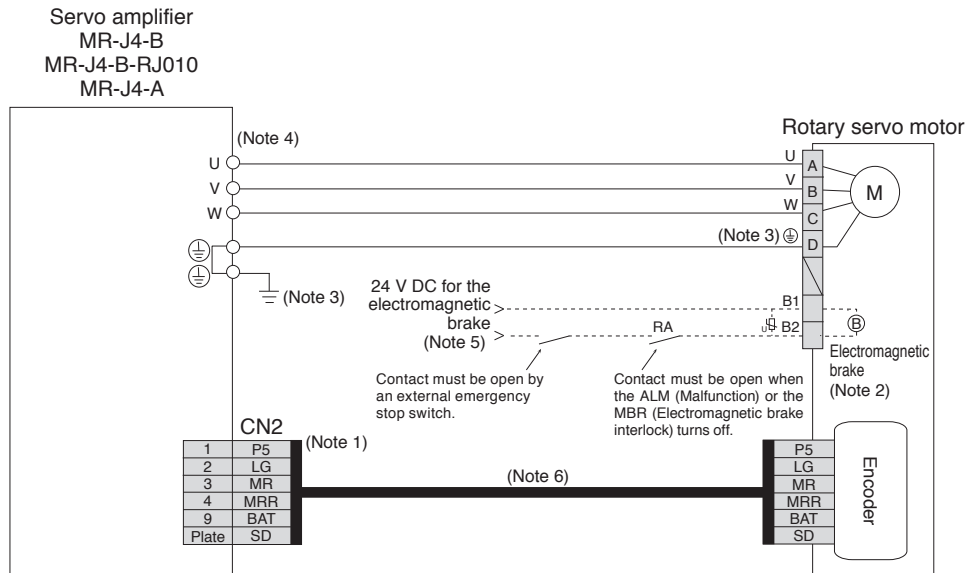 Servo amplifier
MR-J4-B
MR-J4-B-RJ010
MR-J4-A
Rotary servo motor
(Note 4)
U
V
W
U
V
W
A
B
C
D
M
(Note 3)
(Note 3)
24 V DC for the
electromagnetic
brake
(Note 5)
B1
RA
U
B2
B
Electromagnetic
brake
(Note 2)
Contact must be open by
an external emergency
stop switch.
Contact must be open when
the ALM (Malfunction) or the
MBR (Electromagnetic brake
interlock) turns off.
CN2
(Note 1)
1 P5
2 LG
3 MR
4 MRR
9 BAT
Plate SD
(Note 6)
P5
LG
MR
MRR
BAT
SD
Encoder